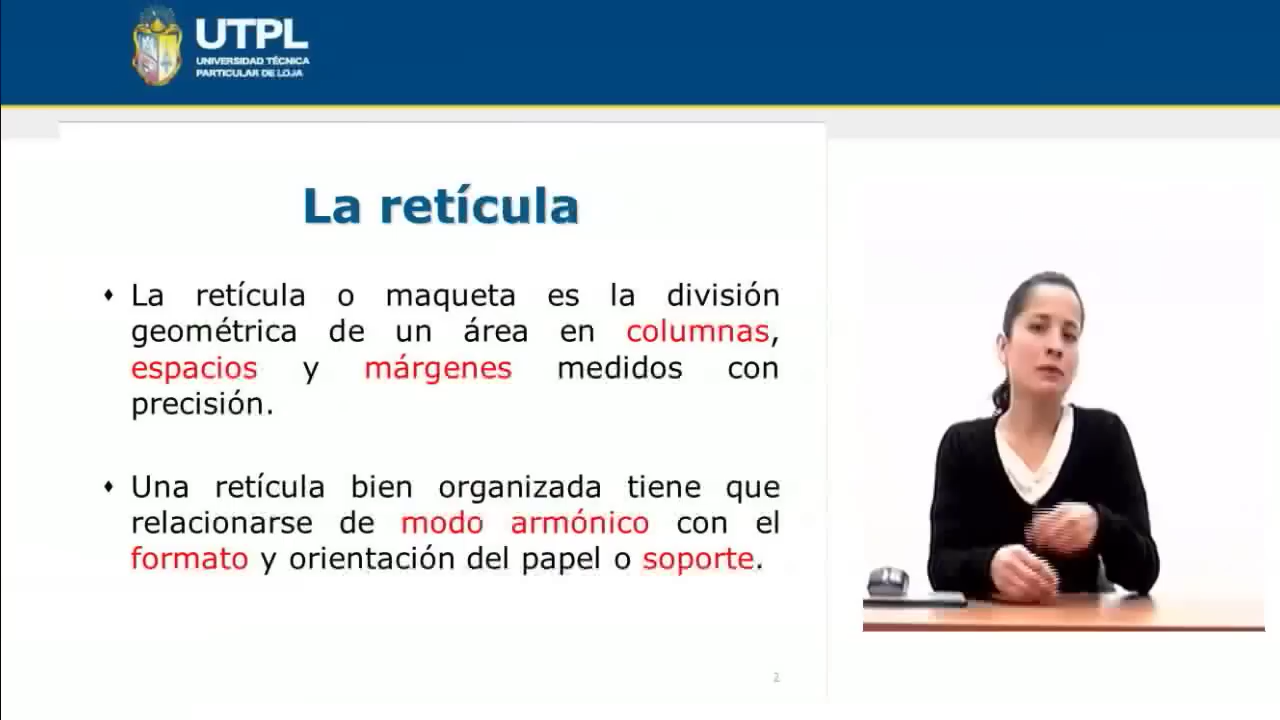 UTPL
UNIVERSIDAD TÉCNICA
PARTICULAR DE LOJA
La retícula
La retícula o maqueta es la división
geométrica de un área en columnas,
espacios y márgenes medidos con
precisión.
Una retícula bien organizada tiene que
relacionarse de modo armónico con el
formato y orientación del papel o soporte.
2